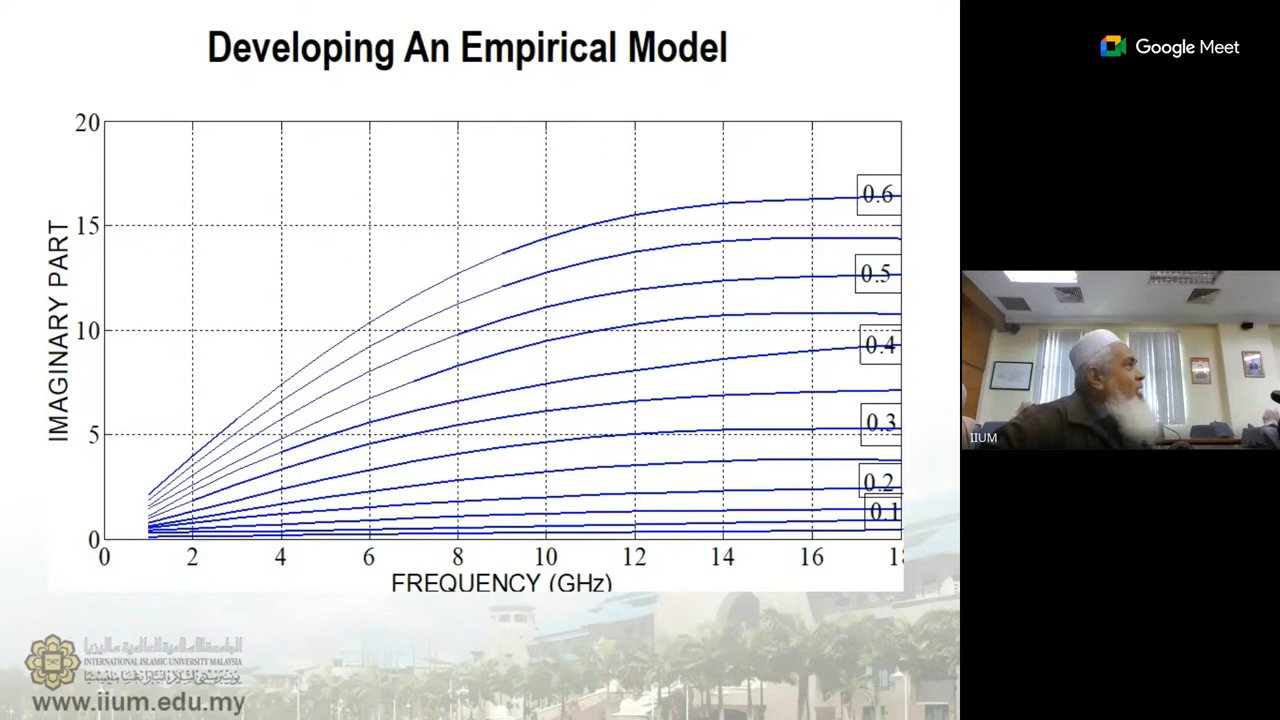 Developing An Empirical Model
Google Meet
20
15
10
5
0
IMAGINARY PART
0.6
0.5
0.4
0.3
0.2
0.1
0 2 4 6 8 10 12 14 16
FREQUENCY (GHz)
IIUM
INTERNATIONAL ISLAMIC UNIVERSITY MALAYSIA
www.iium.edu.my